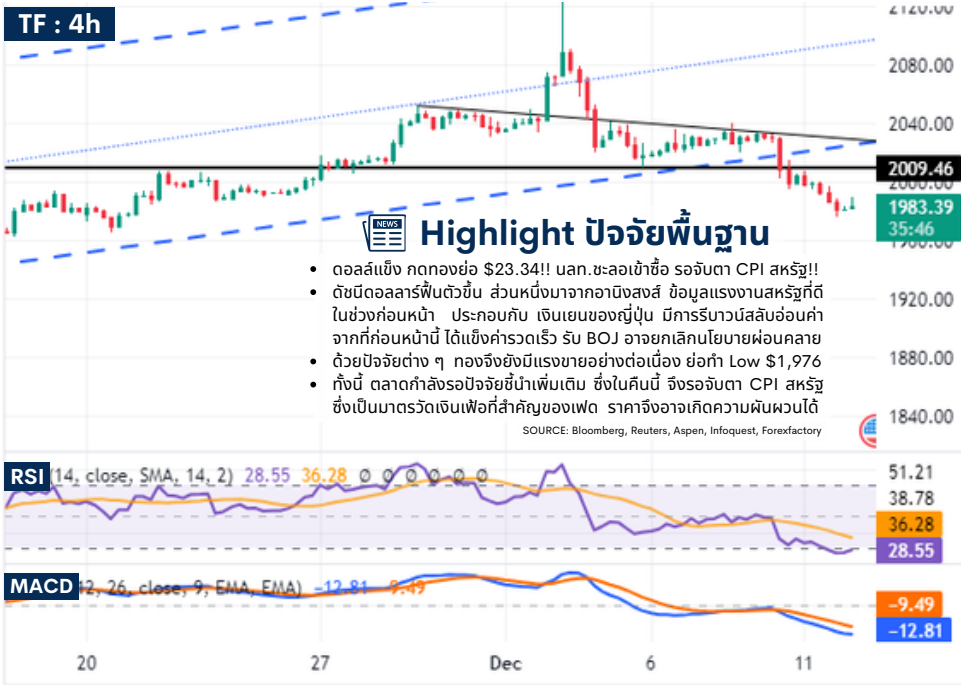 TF : 4h
2120.00
2080.00
2040.00
2009.46
2000.00
1983.39
35:46
1960.00
NEWS
Highlight ปัจจัยพื้นฐาน
• ดอลล์แข็ง กดทองย่อ $23.34!! นลท.ชะลอเข้าซื้อ รอจับตา CPI สหรัฐ!!
• ดัชนีดอลลาร์ฟื้นตัวขึ้น ส่วนหนึ่งมาจากอานิงสงส์ ข้อมูลแรงงานสหรัฐที่ดี
ในช่วงก่อนหน้า ประกอบกับ เงินเยนของญี่ปุ่น มีการรีบาวน์สลับอ่อนค่า
จากที่ก่อนหน้านี้ ได้แข็งค่ารวดเร็ว รับ BOJ อาจยกเลิกนโยบายผ่อนคลาย
• ด้วยปัจจัยต่าง ๆ ทองจึงยังมีแรงขายอย่างต่อเนื่อง ย่อทำ Low $1,976
• ทั้งนี้ ตลาดกำลังรอปัจจัยชี้นำเพิ่มเติม ซึ่งในคืนนี้ จึงรอจับตา CPI สหรัฐ
ซึ่งเป็นมาตรวัดเงินเฟ้อที่สำคัญของเฟด ราคาจึงอาจเกิดความผันผวนได้
SOURCE: Bloomberg, Reuters, Aspen, Infoquest, Forexfactory
1920.00
1880.00
1840.00
RSI (14, close, SMA, 14, 2) 28.55 36.28 Ø Ø Ø Ø Ø Ø
51.21
38.78
36.28
28.55
MACD 12, 26, close, 9, EMA, EMA) −12.81 −9.49
−9.49
−12.81
20 27 Dec 6 11